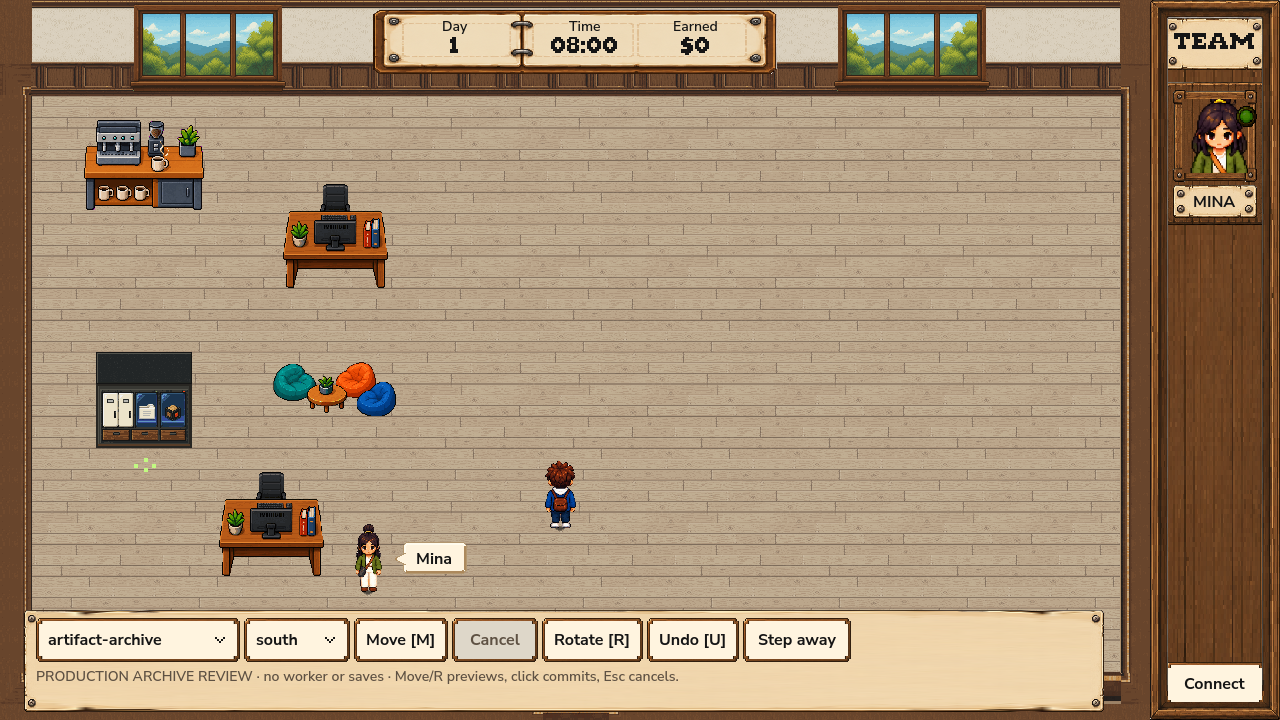 Day
1
Time
08:00
Earned
$0
TEAM
MINA
Mina
artifact-archive
south
Move [M]
Cancel
Rotate [R]
Undo [U]
Step away
PRODUCTION ARCHIVE REVIEW · no worker or saves · Move/R previews, click commits, Esc cancels.
Connect